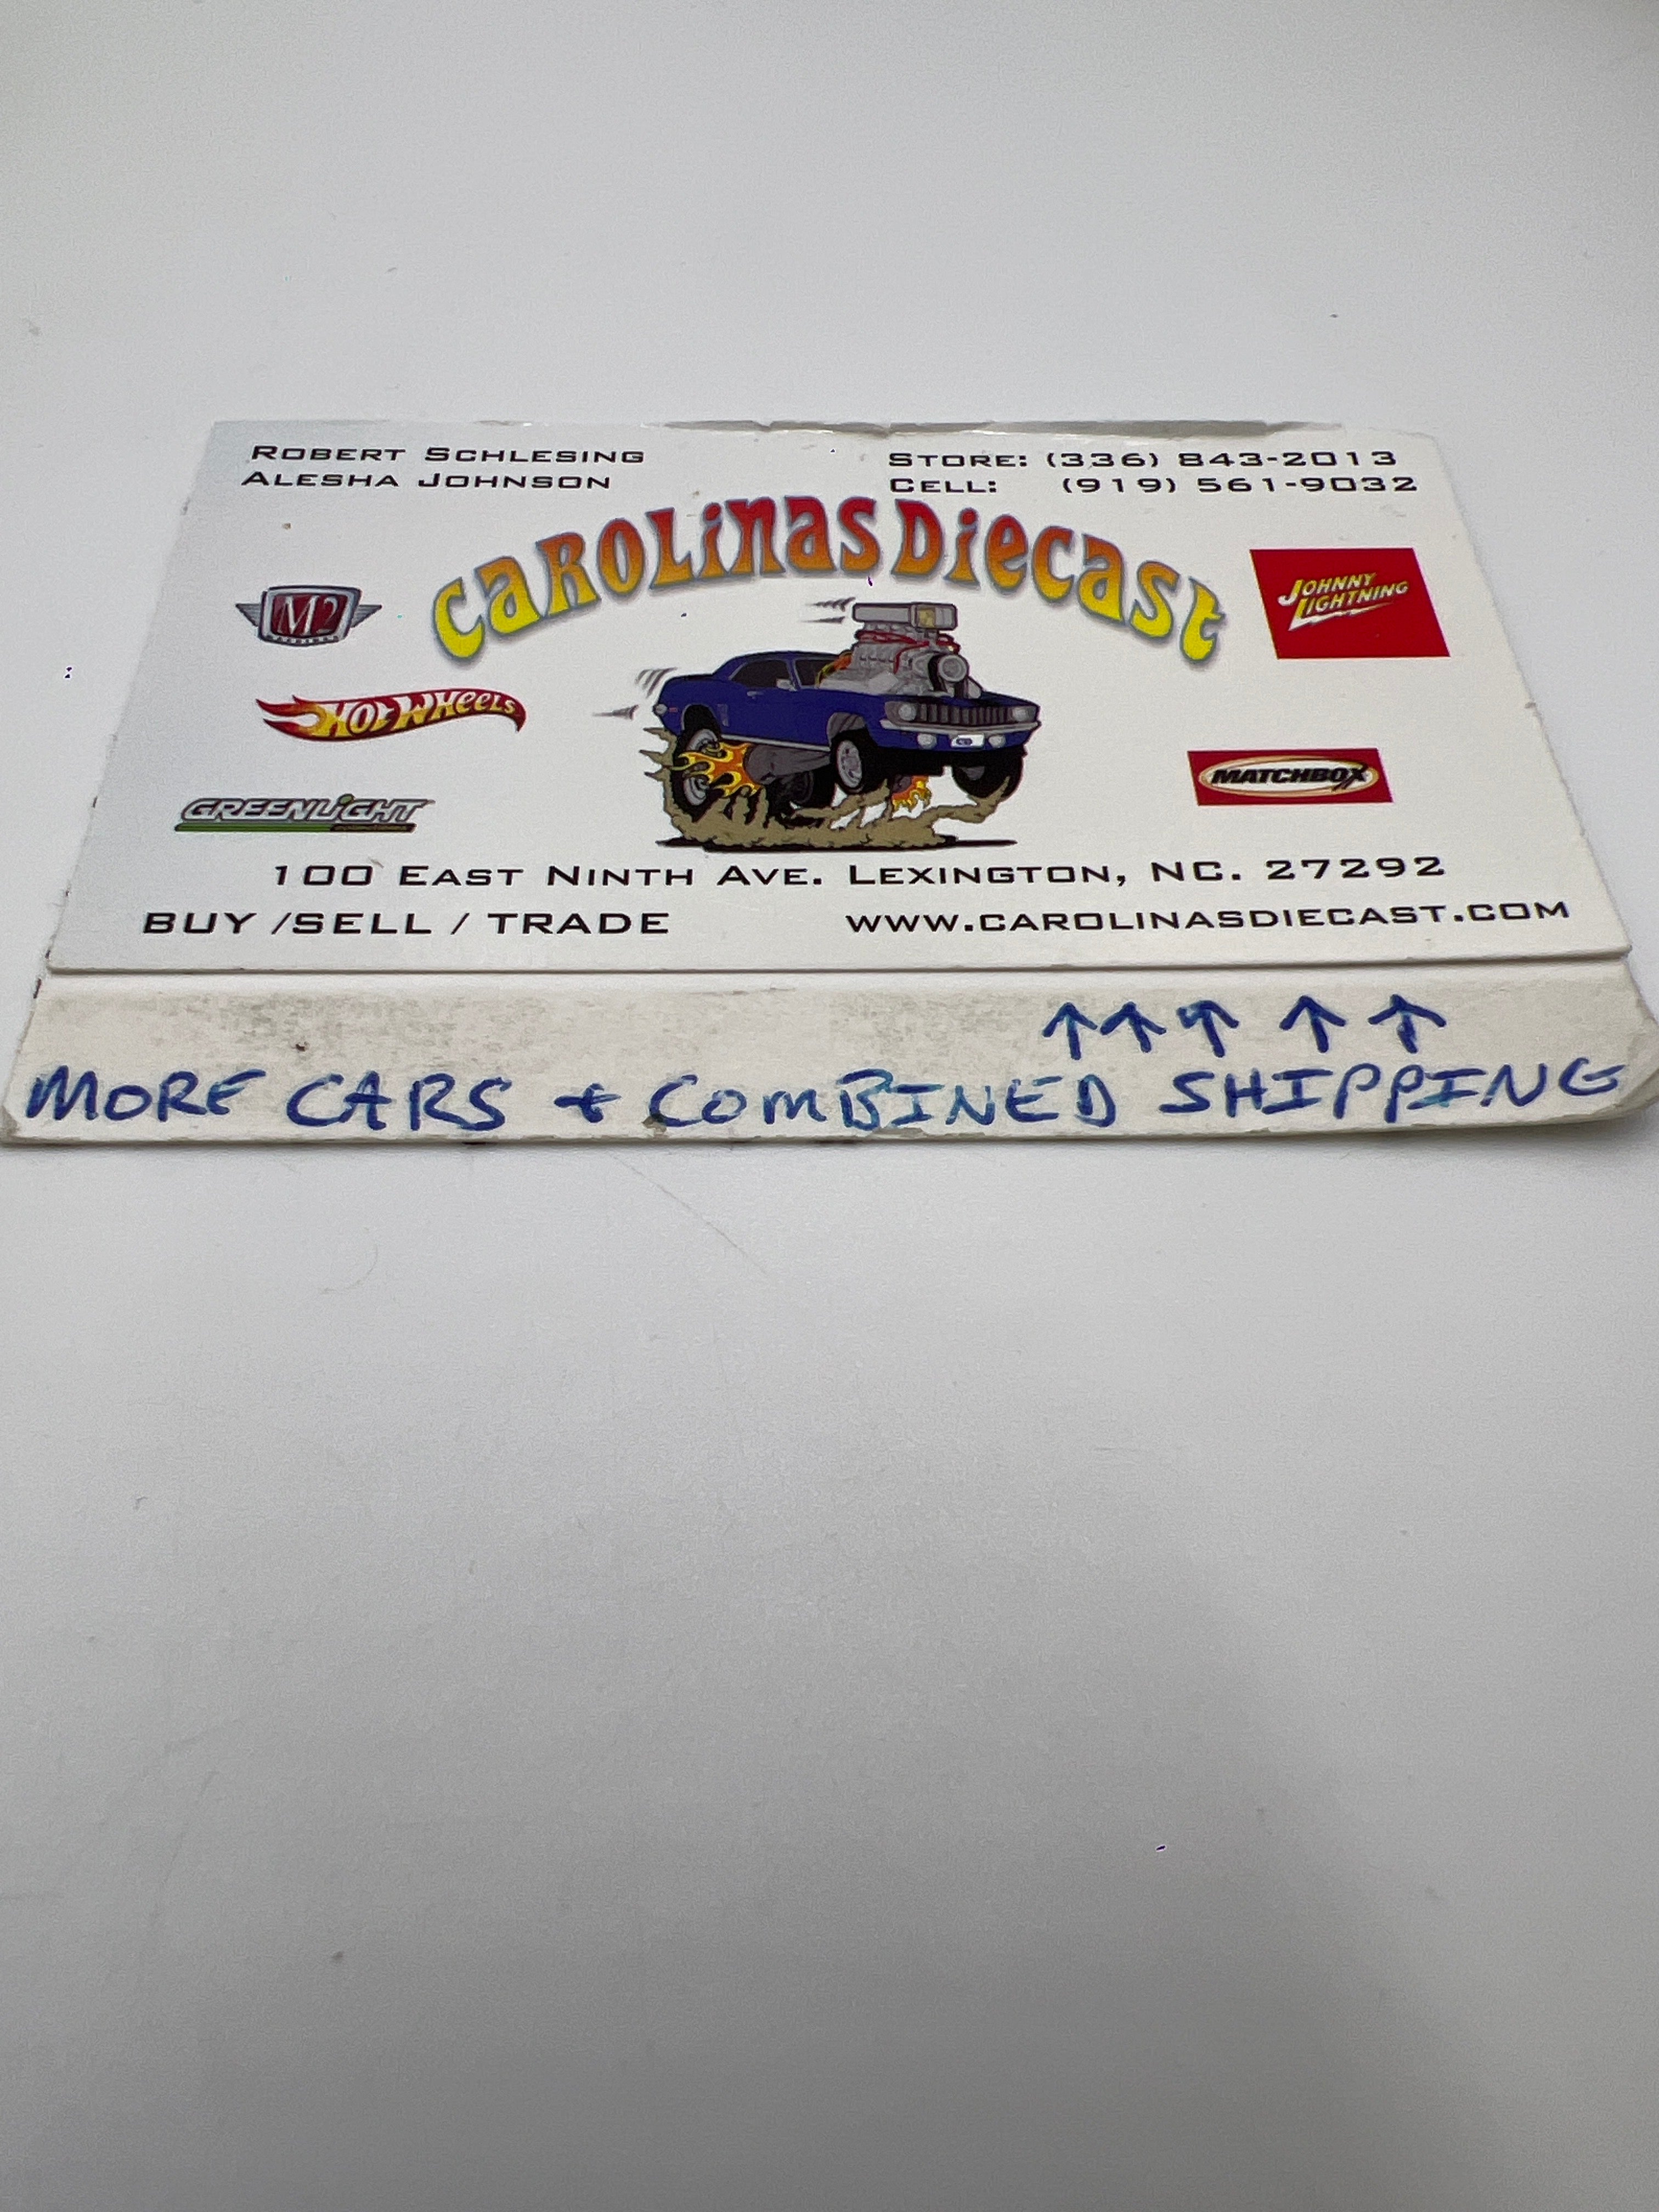 ROBERT SCHLESING
ALESHA JOHNSON
STORE: (336) 843-2013
CELL: (919) 561-9032
CAROLINAS DIECAST
M2
JOHNNY LIGHTNING
HOT WHEELS
MATCHBOX
GREENLIGHT
100 EAST NINTH AVE. LEXINGTON, NC. 27292
BUY /SELL / TRADE
WWW.CAROLINASDIECAST.COM
↑ ↑ ↑ ↑ ↑
MORE CARS + COMBINED SHIPPING